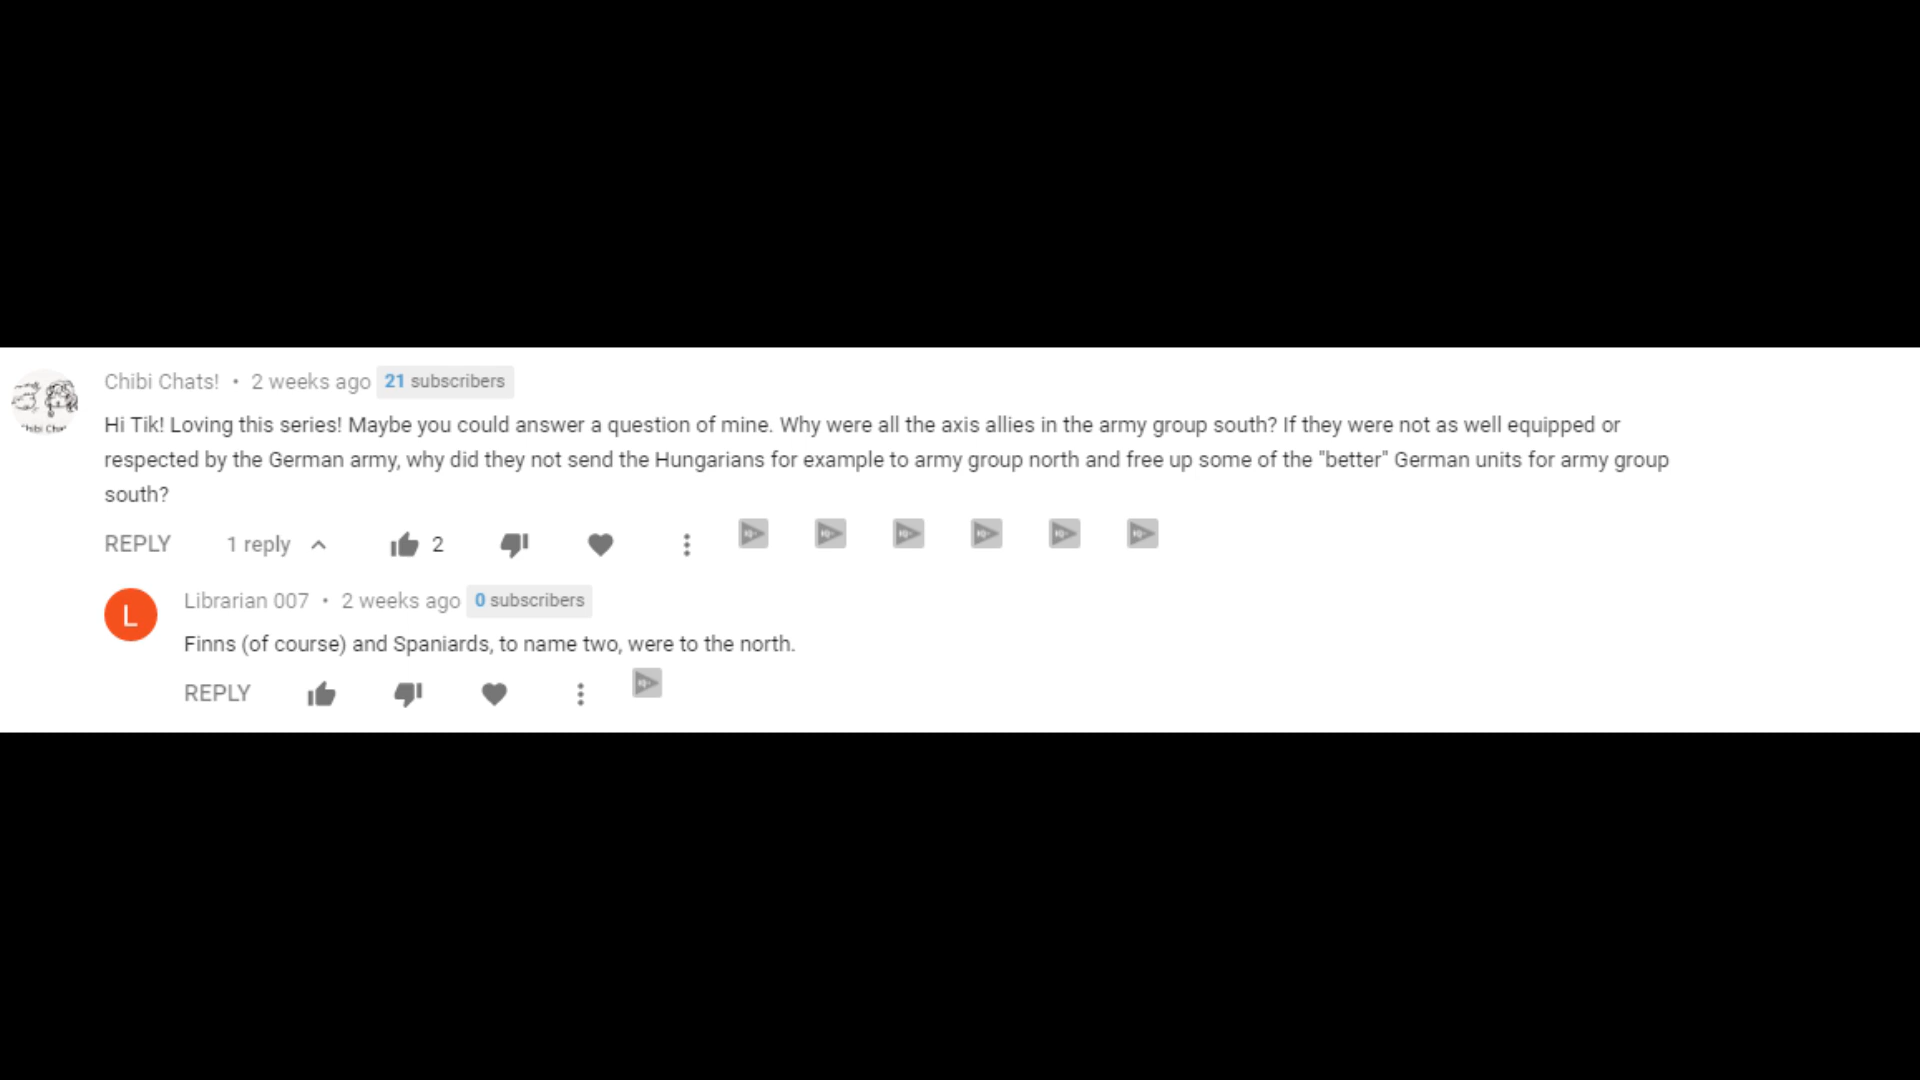 Chibi Chats! • 2 weeks ago 21 subscribers
Hi Tik! Loving this series! Maybe you could answer a question of mine. Why were all the axis allies in the army group south? If they were not as well equipped or
respected by the German army, why did they not send the Hungarians for example to army group north and free up some of the "better" German units for army group
south?
REPLY 1 reply 2
L
Librarian 007 • 2 weeks ago 0 subscribers
Finns (of course) and Spaniards, to name two, were to the north.
REPLY